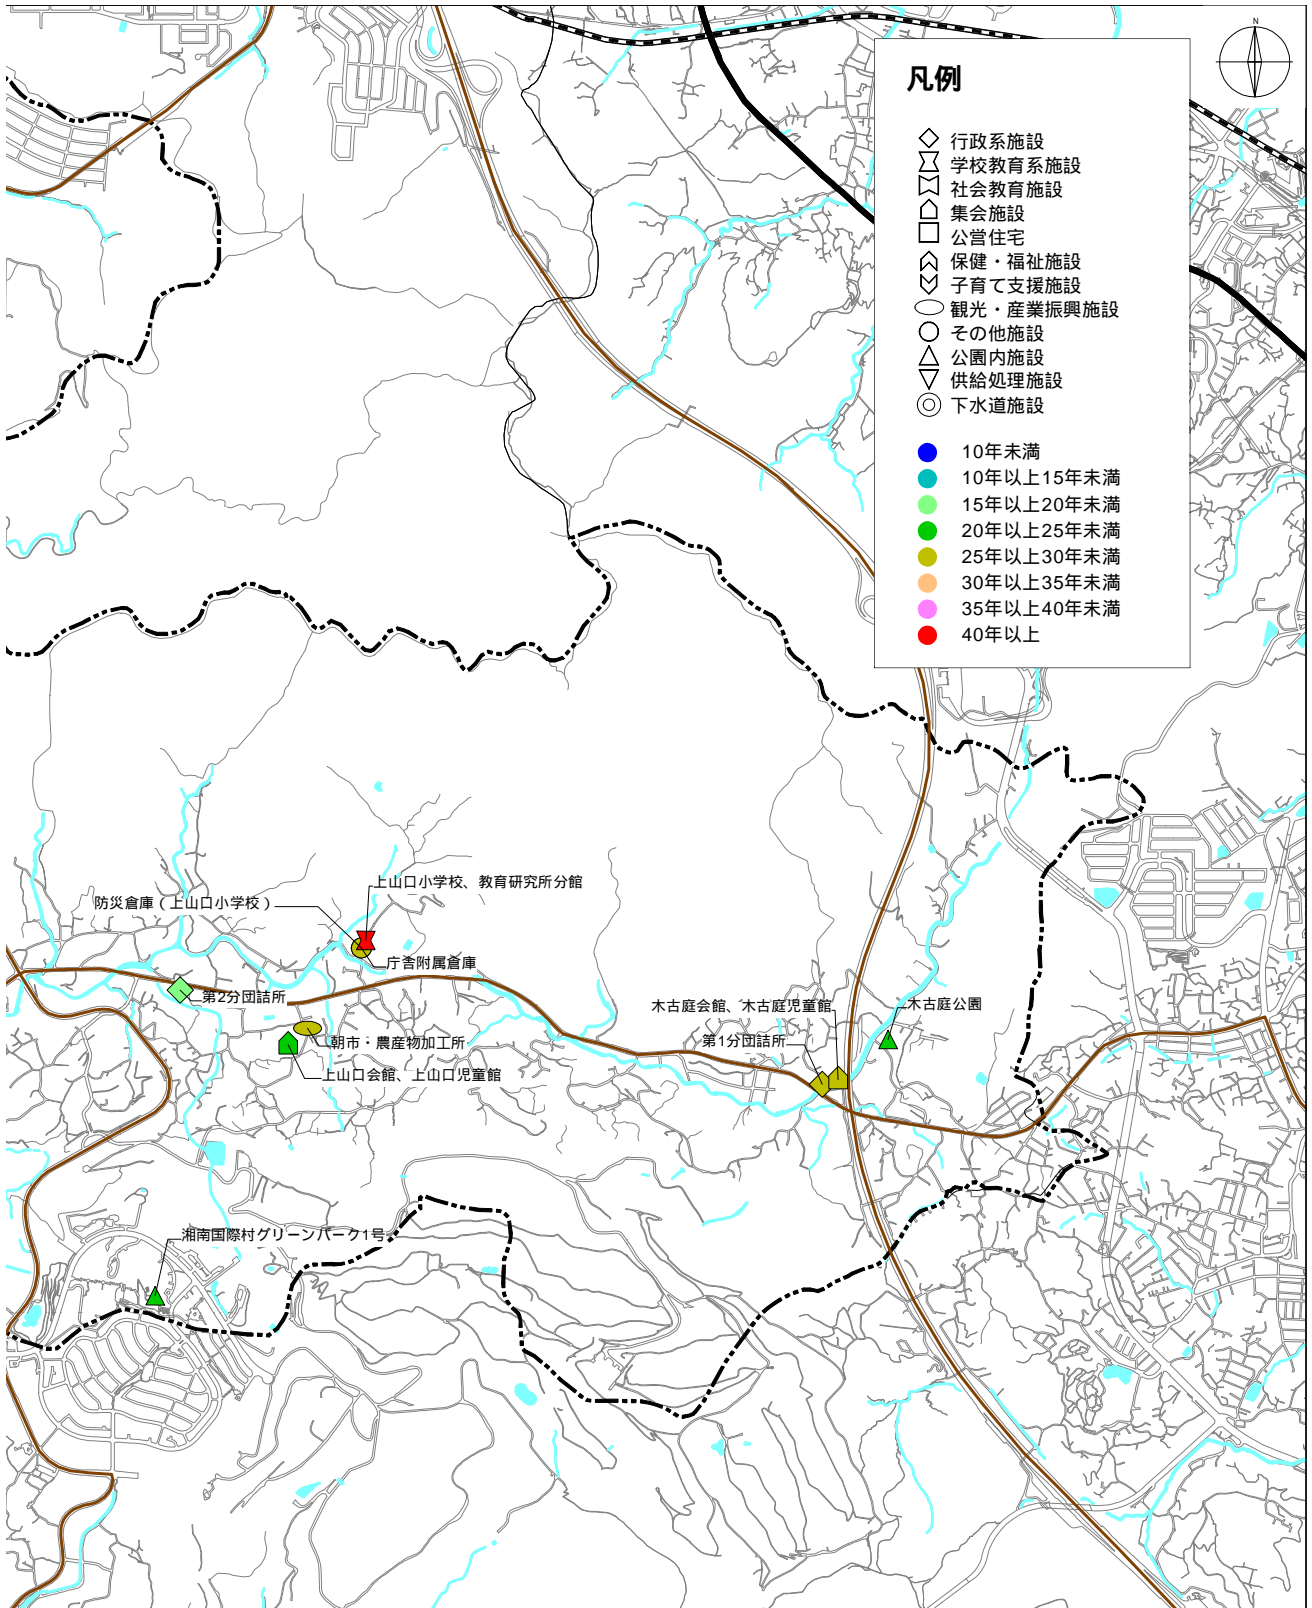 N
凡例
行政系施設
学校教育系施設
社会教育施設
集会施設
公営住宅
保健・福祉施設
子育て支援施設
観光・産業振興施設
その他施設
公園内施設
供給処理施設
下水道施設
10年未満
10年以上15年未満
15年以上20年未満
20年以上25年未満
25年以上30年未満
30年以上35年未満
35年以上40年未満
40年以上
上山口小学校、教育研究所分館
防災倉庫（上山口小学校）
庁舎附属倉庫
第2分団詰所
朝市・農産物加工所
上山口会館、上山口児童館
木古庭会館、木古庭児童館
木古庭公園
第1分団詰所
湘南国際村グリーンパーク1号